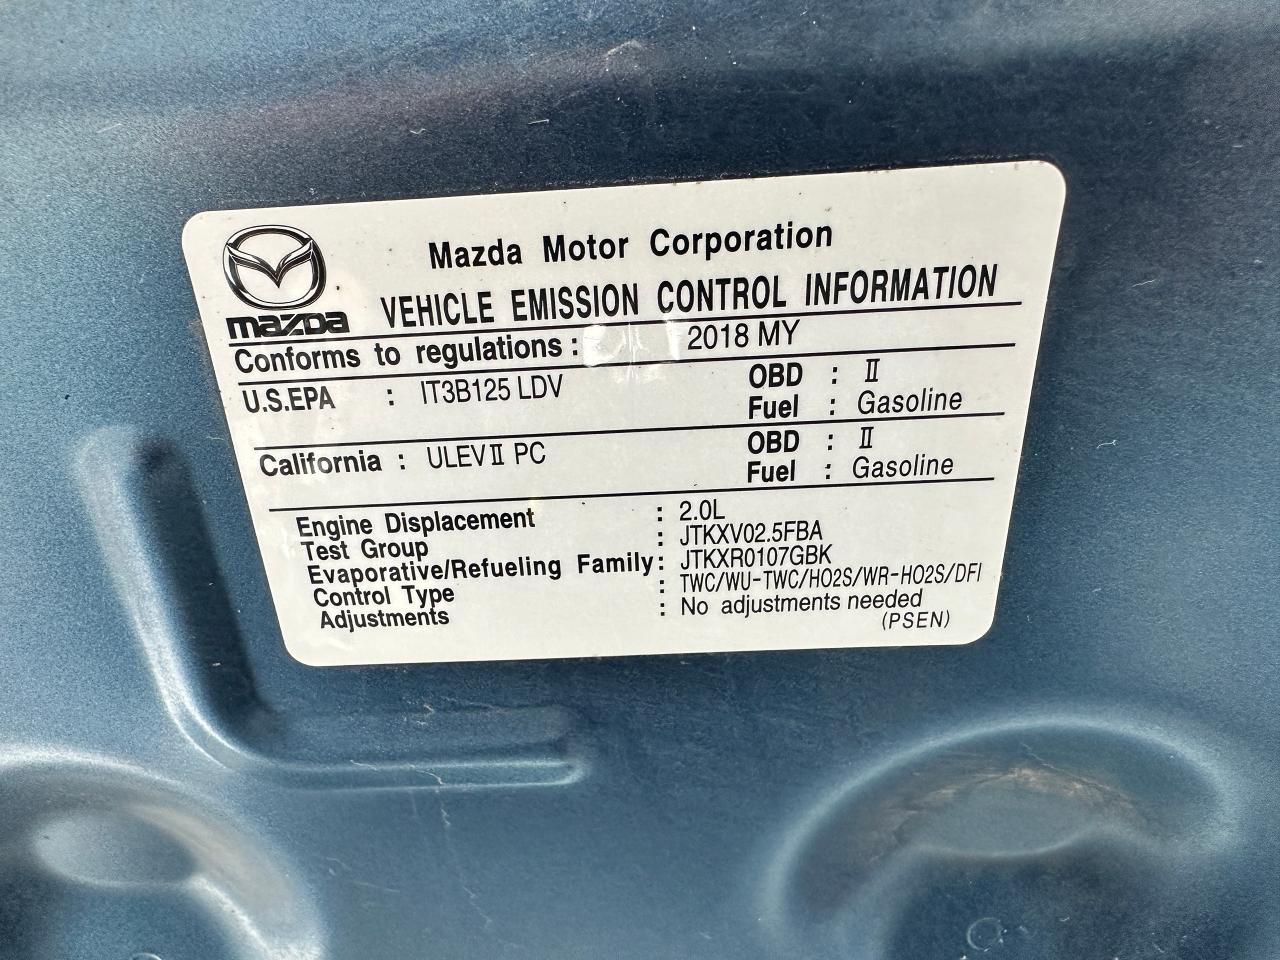 Mazda Motor Corporation
mazda
VEHICLE EMISSION CONTROL INFORMATION
Conforms to regulations : 2018 MY
U.S.EPA : IT3B125 LDV OBD : II
Fuel : Gasoline
California : ULEV II PC OBD : II
Fuel : Gasoline
Engine Displacement : 2.0L
Test Group : JTKXV02.5FBA
Evaporative/Refueling Family : JTKXR0107GBK
Control Type : TWC/WU-TWC/HO2S/WR-HO2S/DFI
Adjustments : No adjustments needed
(PSEN)